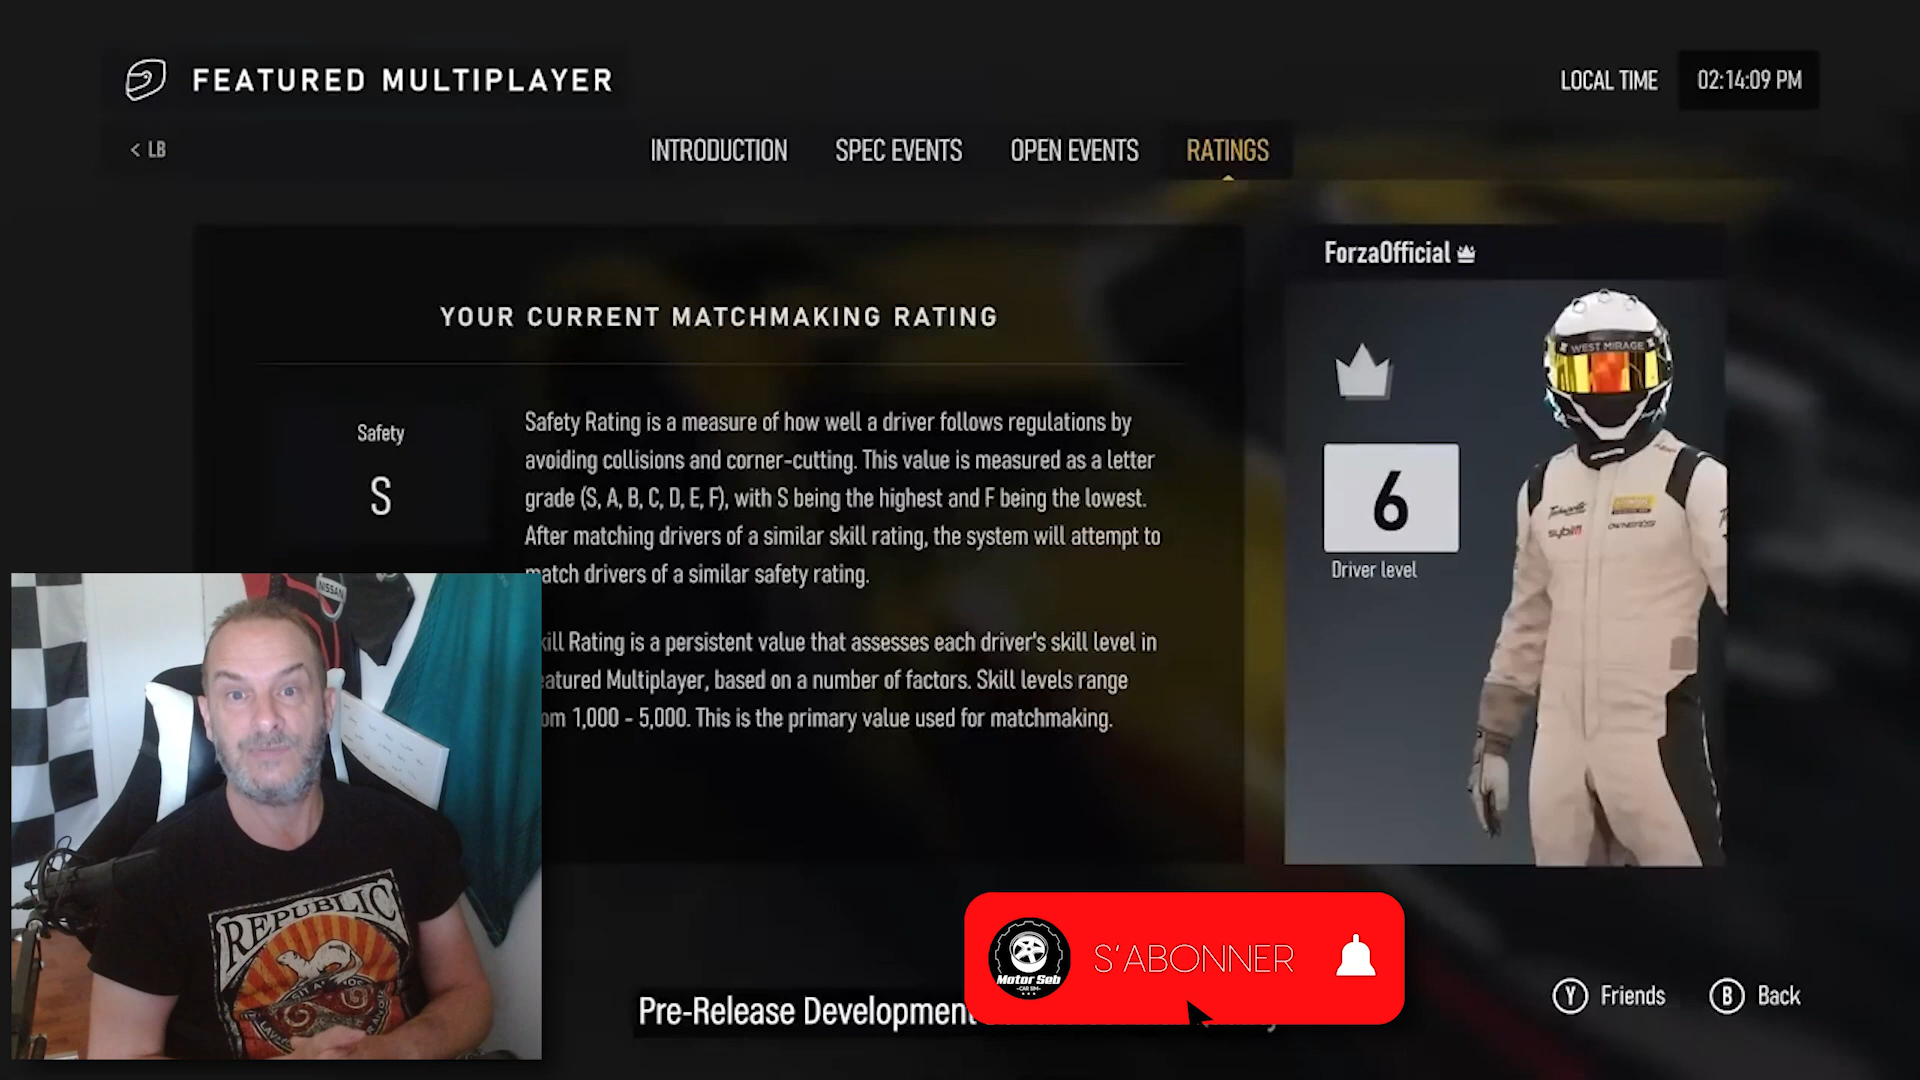 FEATURED MULTIPLAYER
LOCAL TIME 02:14:09 PM
< LB
INTRODUCTION SPEC EVENTS OPEN EVENTS RATINGS
YOUR CURRENT MATCHMAKING RATING
Safety
S
Safety Rating is a measure of how well a driver follows regulations by
avoiding collisions and corner-cutting. This value is measured as a letter
grade (S, A, B, C, D, E, F), with S being the highest and F being the lowest.
After matching drivers of a similar skill rating, the system will attempt to
match drivers of a similar safety rating.
kill Rating is a persistent value that assesses each driver's skill level in
eatured Multiplayer, based on a number of factors. Skill levels range
om 1,000 - 5,000. This is the primary value used for matchmaking.
ForzaOfficial
6
Driver level
WEST MIRAGE
sybilll
NISSAN
REPUBLIC
Motor Seb
CAR SIM
S'ABONNER
Pre-Release Development
Y Friends
B Back